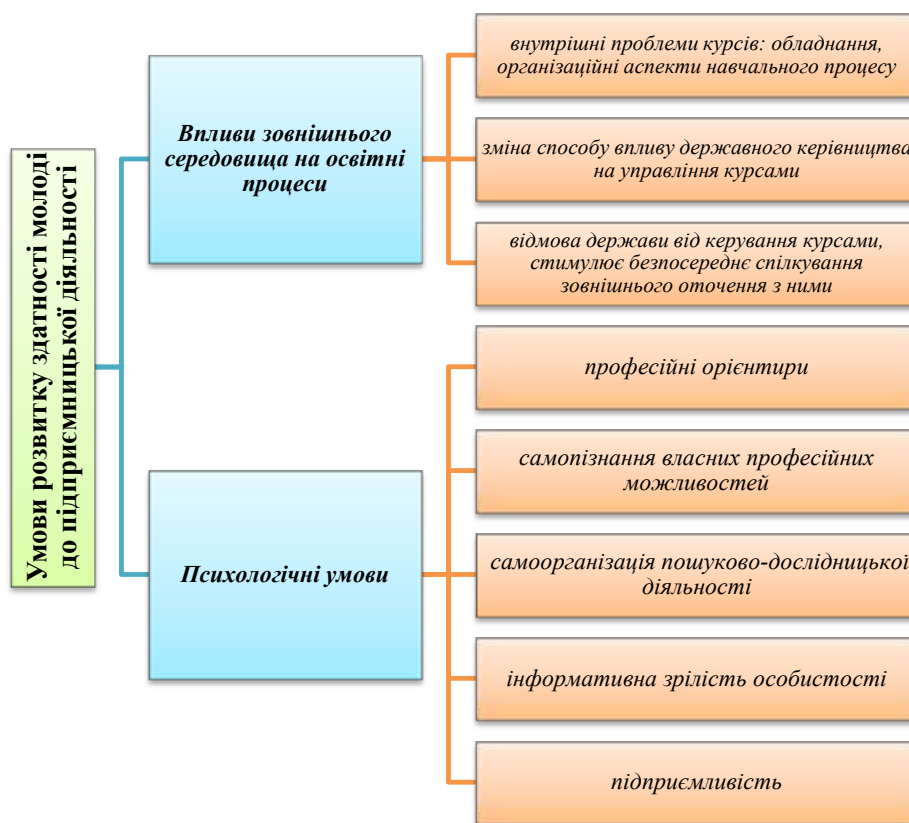 Умови розвитку здатності молоді
до підприємницької діяльності
Впливи зовнішнього
середовища на освітні
процеси
внутрішні проблеми курсів: обладнання,
організаційні аспекти навчального процесу
зміна способу впливу державного керівництва
на управління курсами
відмова держави від керування курсами,
стимулює безпосереднє спілкування
зовнішнього оточення з ними
Психологічні умови
професійні орієнтири
самопізнання власних професійних
можливостей
самоорганізація пошуково-дослідницької
діяльності
інформативна зрілість особистості
підприємливість